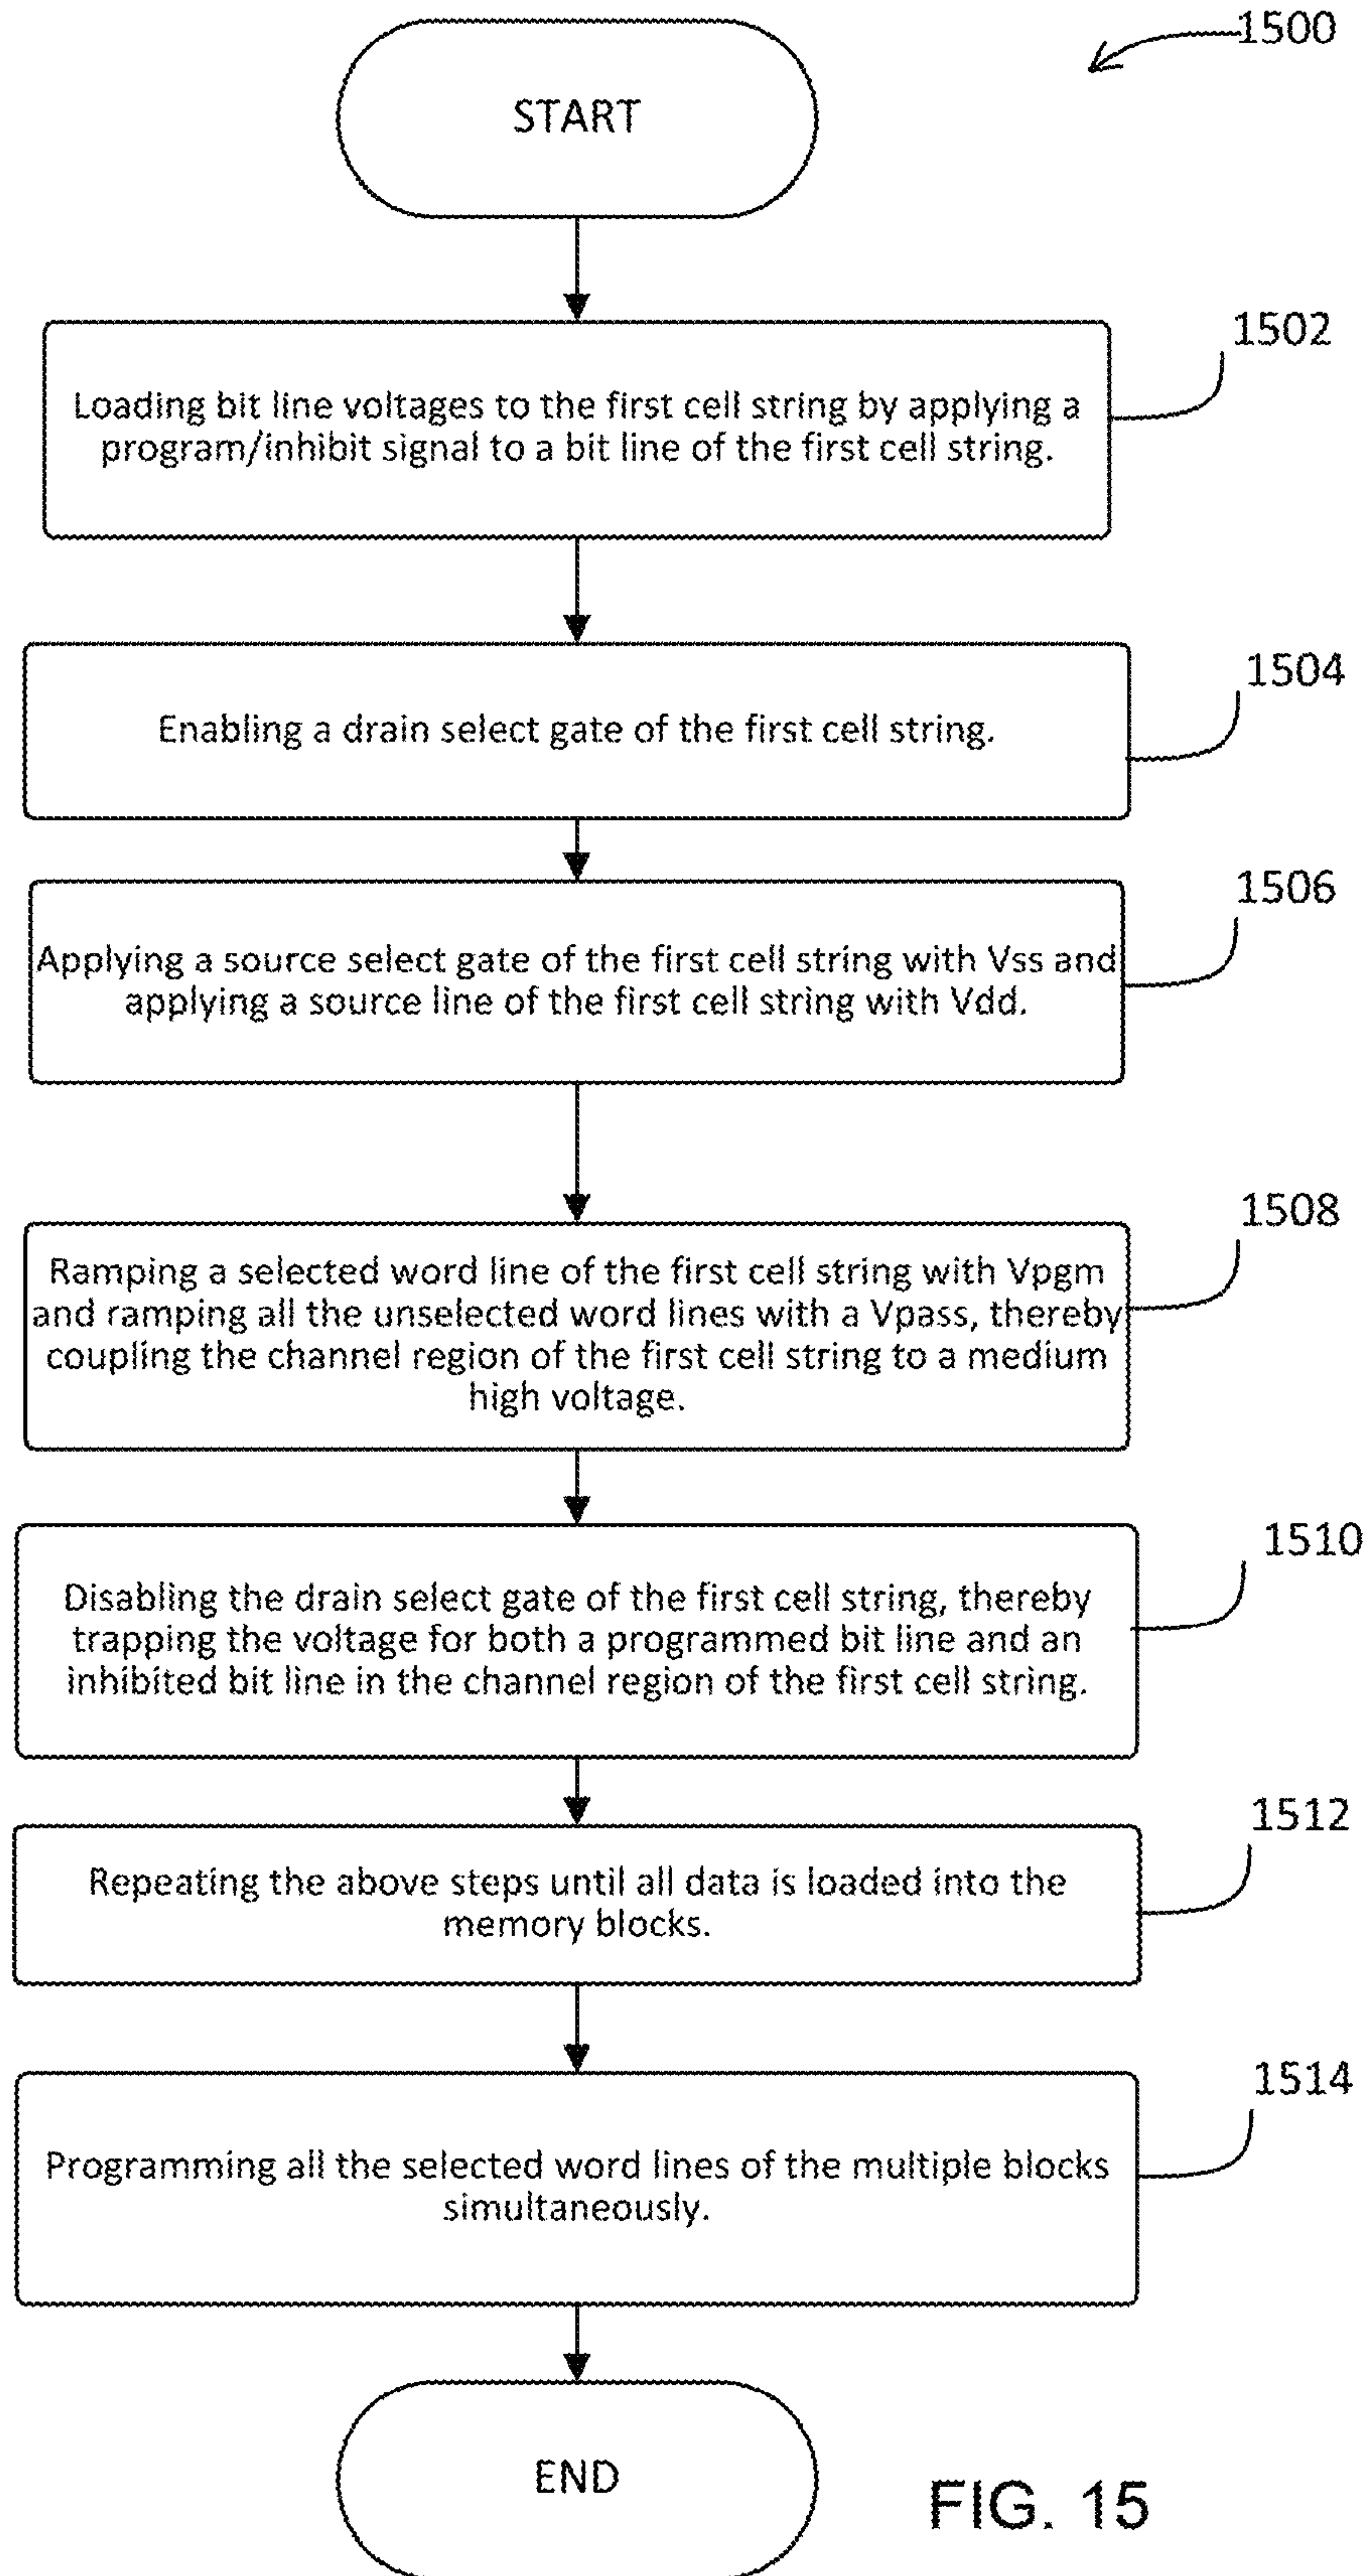 1500
START
1502
Loading bit line voltages to the first cell string by applying a
program/inhibit signal to a bit line of the first cell string.
1504
Enabling a drain select gate of the first cell string.
1506
Applying a source select gate of the first cell string with Vss and
applying a source line of the first cell string with Vdd.
1508
Ramping a selected word line of the first cell string with Vpgm
and ramping all the unselected word lines with a Vpass, thereby
coupling the channel region of the first cell string to a medium
high voltage.
1510
Disabling the drain select gate of the first cell string, thereby
trapping the voltage for both a programmed bit line and an
inhibited bit line in the channel region of the first cell string.
1512
Repeating the above steps until all data is loaded into the
memory blocks.
1514
Programming all the selected word lines of the multiple blocks
simultaneously.
END
FIG. 15